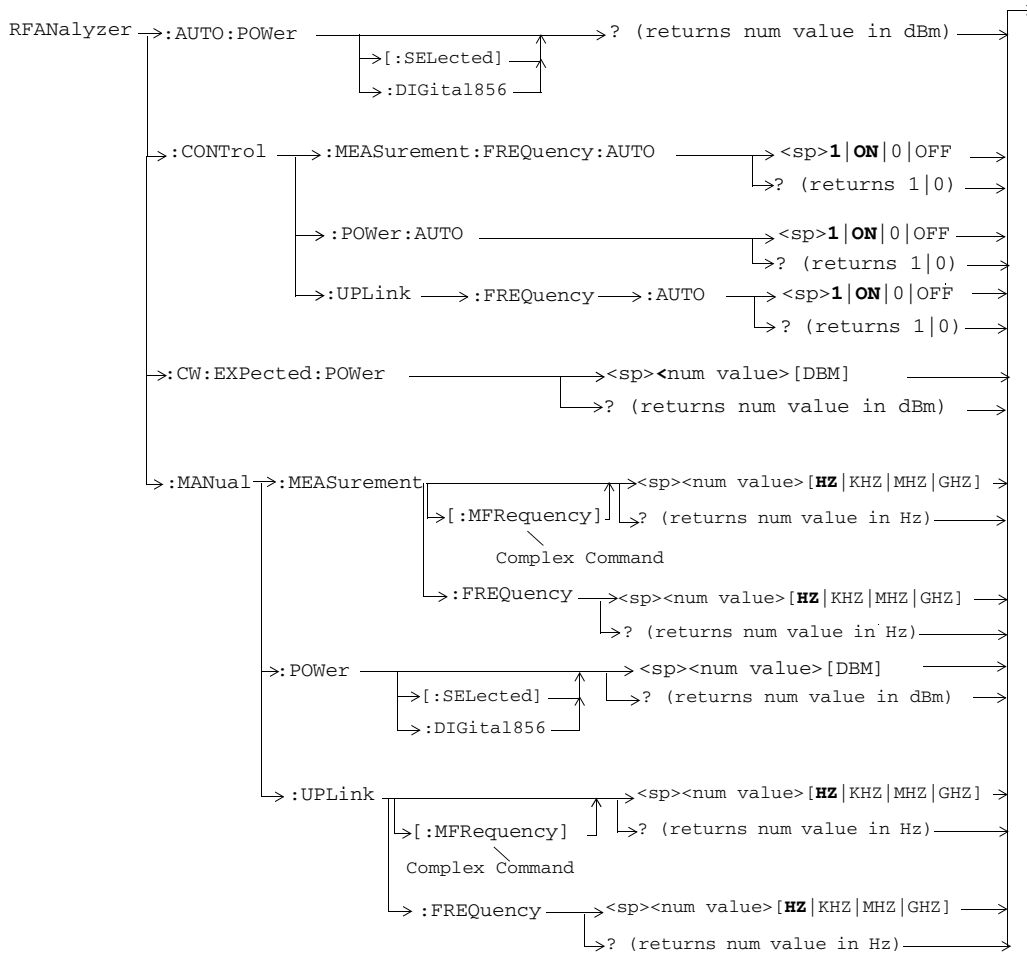 RFANalyzer :AUTO:POWer ? (returns num value in dBm)
[:SELected]
:DIGital856
:CONTrol :MEASurement:FREQuency:AUTO <sp>1|ON|0|OFF
? (returns 1|0)
:POWer:AUTO <sp>1|ON|0|OFF
? (returns 1|0)
:UPLink :FREQuency :AUTO <sp>1|ON|0|OFF
? (returns 1|0)
:CW:EXPected:POWer <sp><num value>[DBM]
? (returns num value in dBm)
:MANual :MEASurement <sp><num value>[HZ|KHZ|MHZ|GHZ]
[:MFRequency] ? (returns num value in Hz)
Complex Command
:FREQuency <sp><num value>[HZ|KHZ|MHZ|GHZ]
? (returns num value in Hz)
:POWer <sp><num value>[DBM]
[:SELected] ? (returns num value in dBm)
:DIGital856
:UPLink <sp><num value>[HZ|KHZ|MHZ|GHZ]
[:MFRequency] ? (returns num value in Hz)
Complex Command
:FREQuency <sp><num value>[HZ|KHZ|MHZ|GHZ]
? (returns num value in Hz)